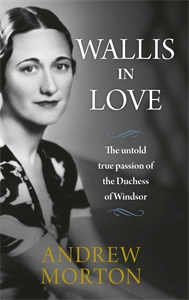 WALLIS
IN
LOVE
The untold
true passion of
the Duchess
of Windsor
ANDREW
MORTON